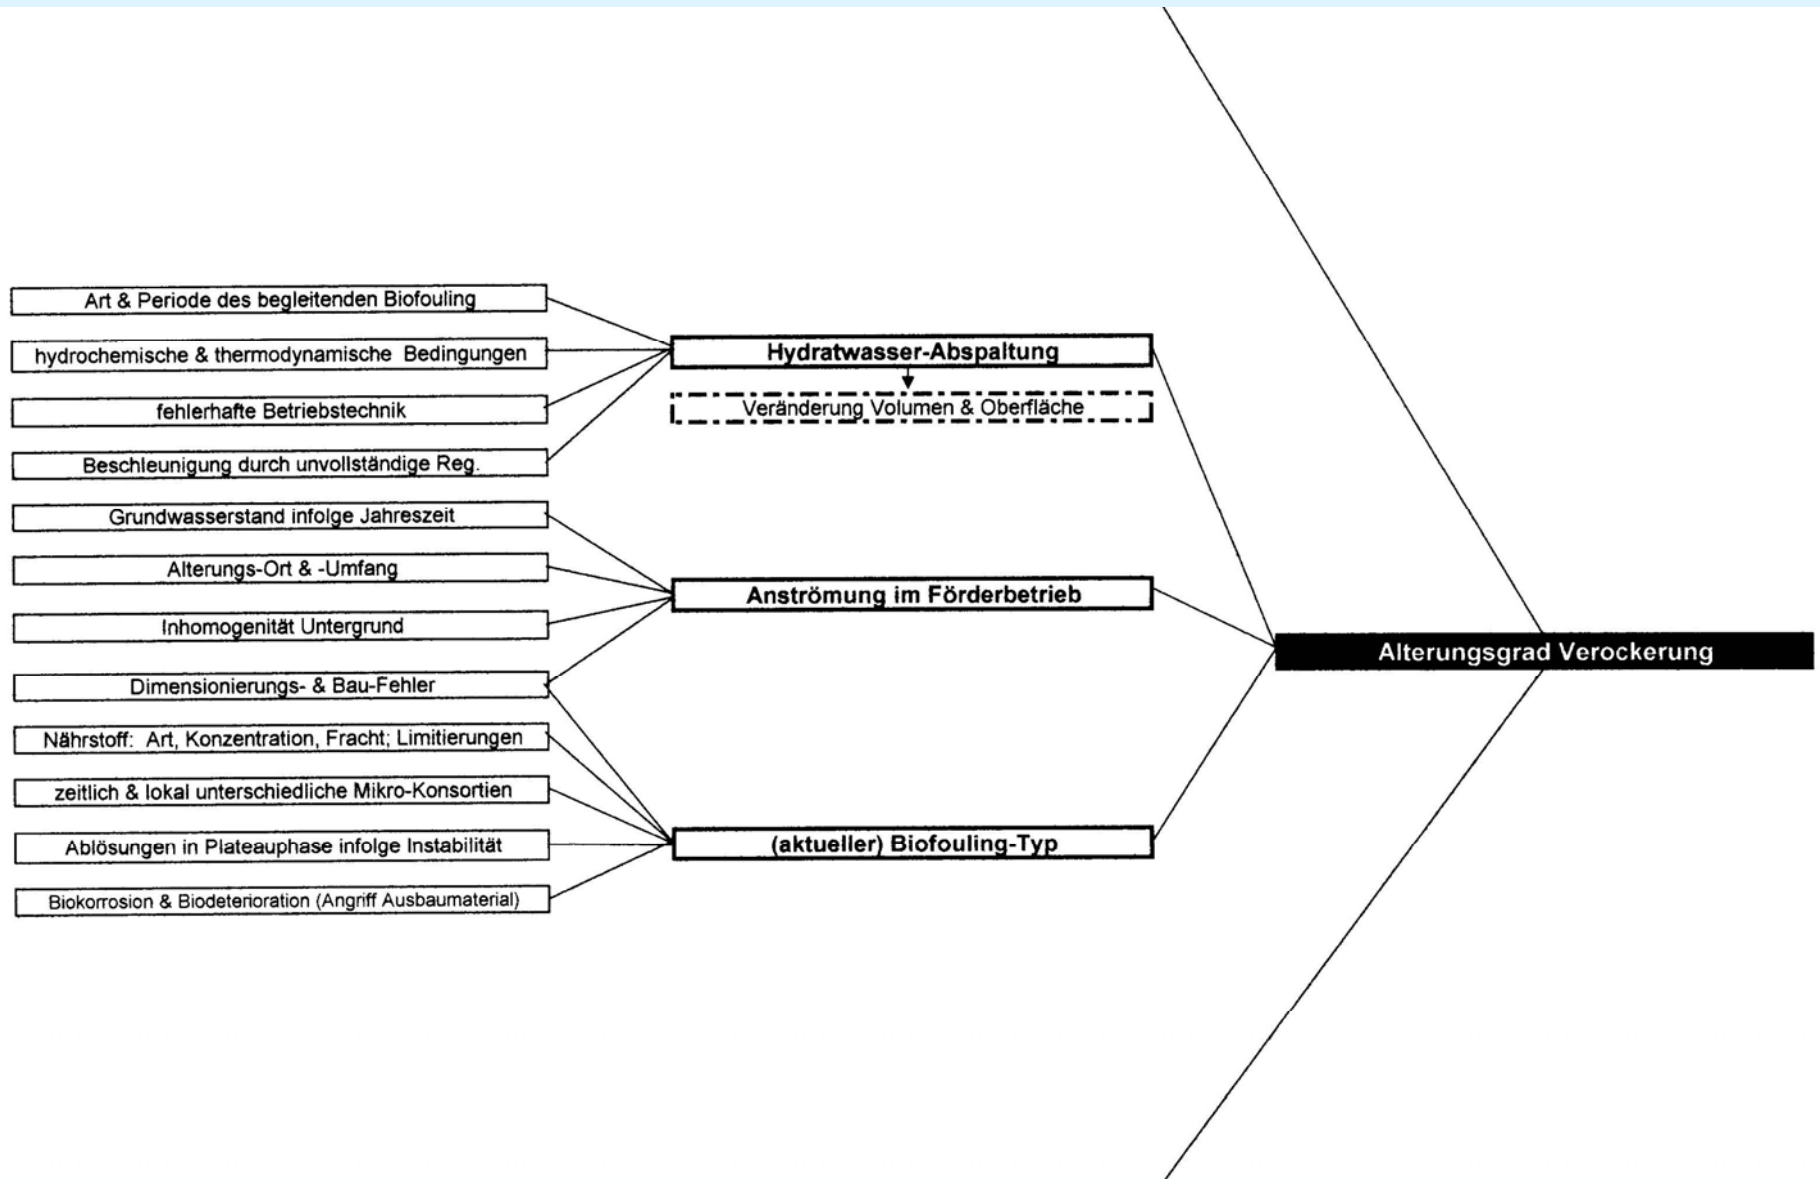 Art & Periode des begleitenden Biofouling
hydrochemische & thermodynamische Bedingungen
fehlerhafte Betriebstechnik
Beschleunigung durch unvollständige Reg.
Grundwasserstand infolge Jahreszeit
Alterungs-Ort & -Umfang
Inhomogenität Untergrund
Dimensionierungs- & Bau-Fehler
Nährstoff: Art, Konzentration, Fracht; Limitierungen
zeitlich & lokal unterschiedliche Mikro-Konsortien
Ablösungen in Plateauphase infolge Instabilität
Biokorrosion & Biodeterioration (Angriff Ausbaumaterial)
Hydratwasser-Abspaltung
Veränderung Volumen & Oberfläche
Anströmung im Förderbetrieb
(aktueller) Biofouling-Typ
Alterungsgrad Verockerung